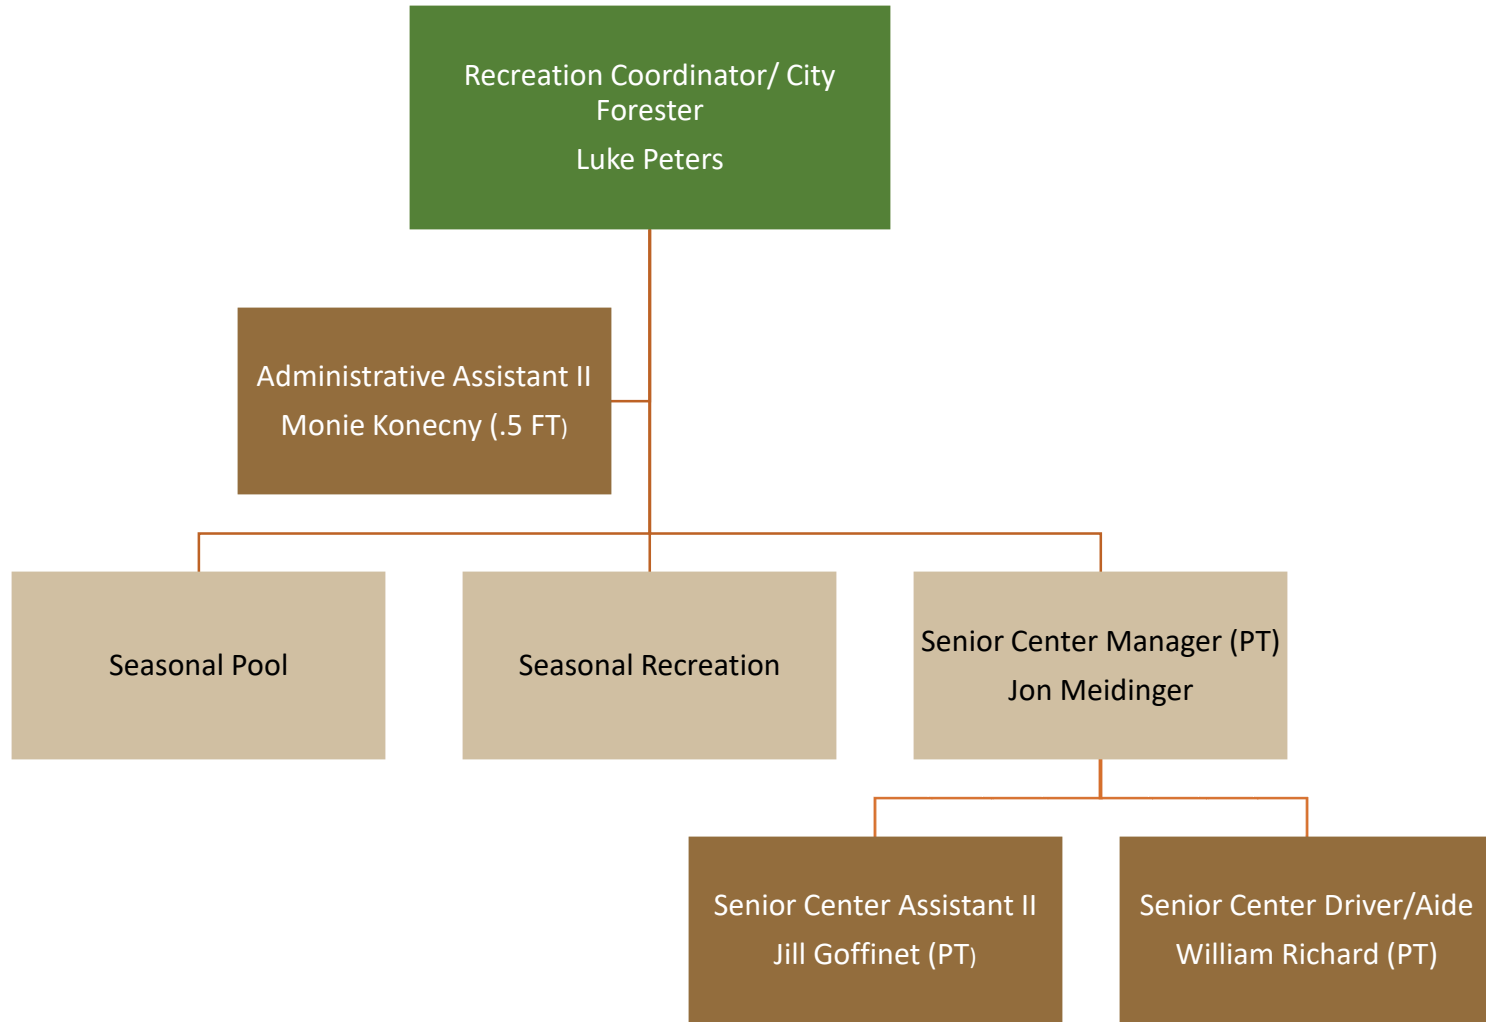 Recreation Coordinator/ City
Forester
Luke Peters
Administrative Assistant II
Monie Konecny (.5 FT)
Seasonal Pool
Seasonal Recreation
Senior Center Manager (PT)
Jon Meidinger
Senior Center Assistant II
Jill Goffinet (PT)
Senior Center Driver/Aide
William Richard (PT)